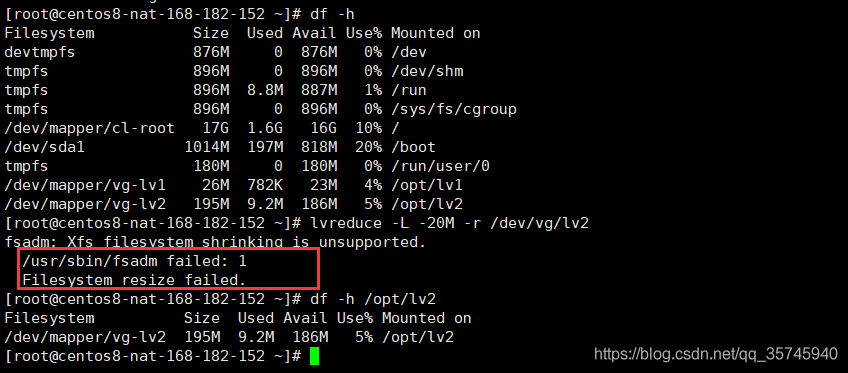 [root@centos8-nat-168-182-152 ~]# df -h
Filesystem           Size  Used Avail Use% Mounted on
devtmpfs             876M     0  876M   0% /dev
tmpfs                896M     0  896M   0% /dev/shm
tmpfs                896M  8.8M  887M   1% /run
tmpfs                896M     0  896M   0% /sys/fs/cgroup
/dev/mapper/cl-root   17G  1.6G   16G  10% /
/dev/sda1           1014M  197M  818M  20% /boot
tmpfs                180M     0  180M   0% /run/user/0
/dev/mapper/vg-lv1    26M  782K   23M   4% /opt/lv1
/dev/mapper/vg-lv2   195M  9.2M  186M   5% /opt/lv2
[root@centos8-nat-168-182-152 ~]# lvreduce -L -20M -r /dev/vg/lv2
fsadm: Xfs filesystem shrinking is unsupported.
  /usr/sbin/fsadm failed: 1
  Filesystem resize failed.
[root@centos8-nat-168-182-152 ~]# df -h /opt/lv2
Filesystem          Size  Used Avail Use% Mounted on
/dev/mapper/vg-lv2  195M  9.2M  186M   5% /opt/lv2
[root@centos8-nat-168-182-152 ~]#
https://blog.csdn.net/qq_35745940